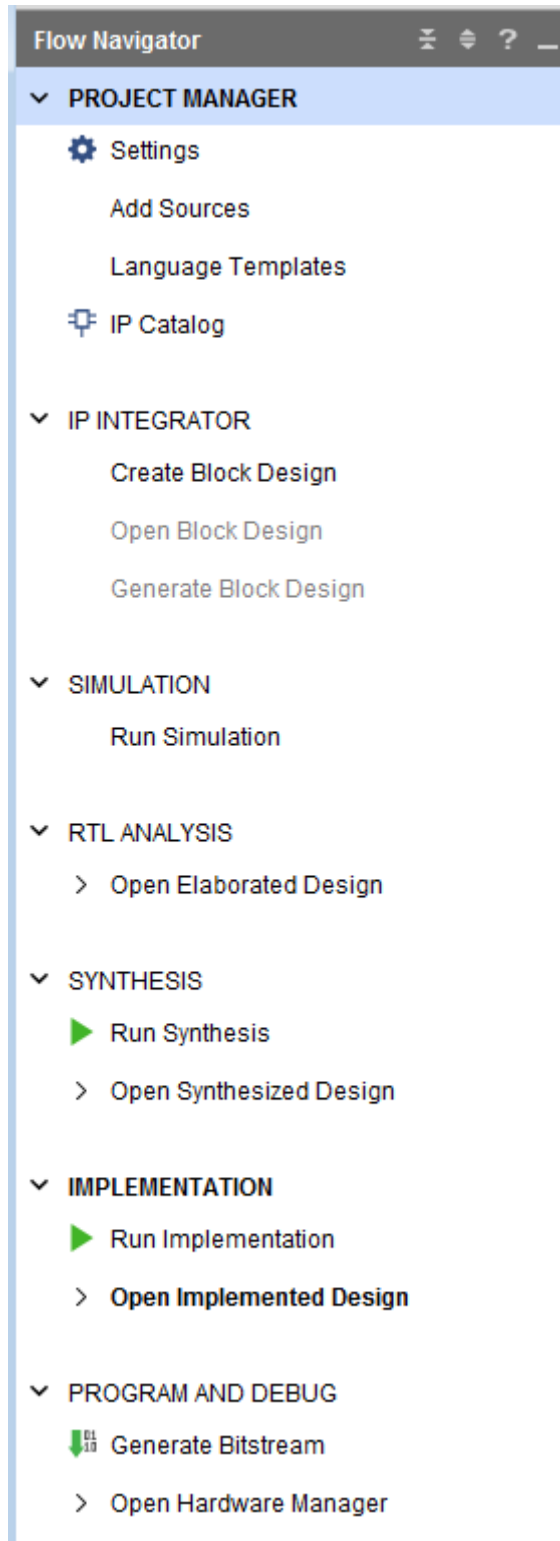 Flow Navigator ?
PROJECT MANAGER
Settings
Add Sources
Language Templates
IP Catalog
IP INTEGRATOR
Create Block Design
Open Block Design
Generate Block Design
SIMULATION
Run Simulation
RTL ANALYSIS
Open Elaborated Design
SYNTHESIS
Run Synthesis
Open Synthesized Design
IMPLEMENTATION
Run Implementation
Open Implemented Design
PROGRAM AND DEBUG
Generate Bitstream
Open Hardware Manager